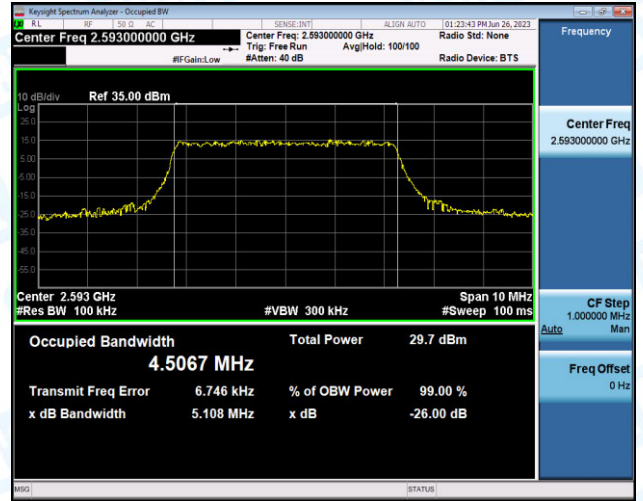 Keysight Spectrum Analyzer - Occupied BW
RL RF 50 Ω AC SENSE:INT ALIGN AUTO 01:23:43 PM Jun 26, 2023
Center Freq 2.593000000 GHz
Center Freq: 2.593000000 GHz
Radio Std: None
Trig: Free Run Avg|Hold: 100/100
#IFGain:Low #Atten: 40 dB Radio Device: BTS
Frequency
10 dB/div Ref 35.00 dBm
Log
25.0
15.0
5.00
-5.00
-15.0
-25.0
-35.0
-45.0
-55.0
Center 2.593 GHz Span 10 MHz
#Res BW 100 kHz #VBW 300 kHz #Sweep 100 ms
Occupied Bandwidth Total Power 29.7 dBm
4.5067 MHz
Transmit Freq Error 6.746 kHz % of OBW Power 99.00 %
x dB Bandwidth 5.108 MHz x dB -26.00 dB
Center Freq
2.593000000 GHz
CF Step
1.000000 MHz
Auto Man
Freq Offset
0 Hz
MSG STATUS